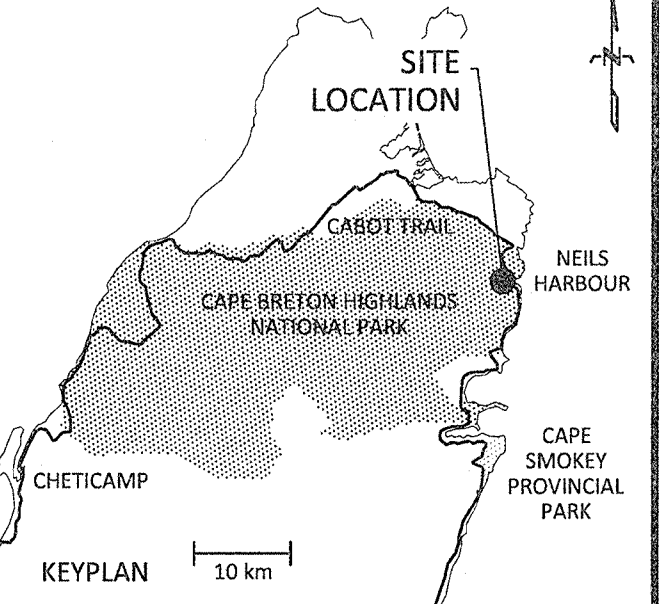 N
SITE
LOCATION
CABOT TRAIL
NEILS
HARBOUR
CAPE BRETON HIGHLANDS
NATIONAL PARK
CAPE
SMOKEY
PROVINCIAL
PARK
CHETICAMP
KEYPLAN
10 km